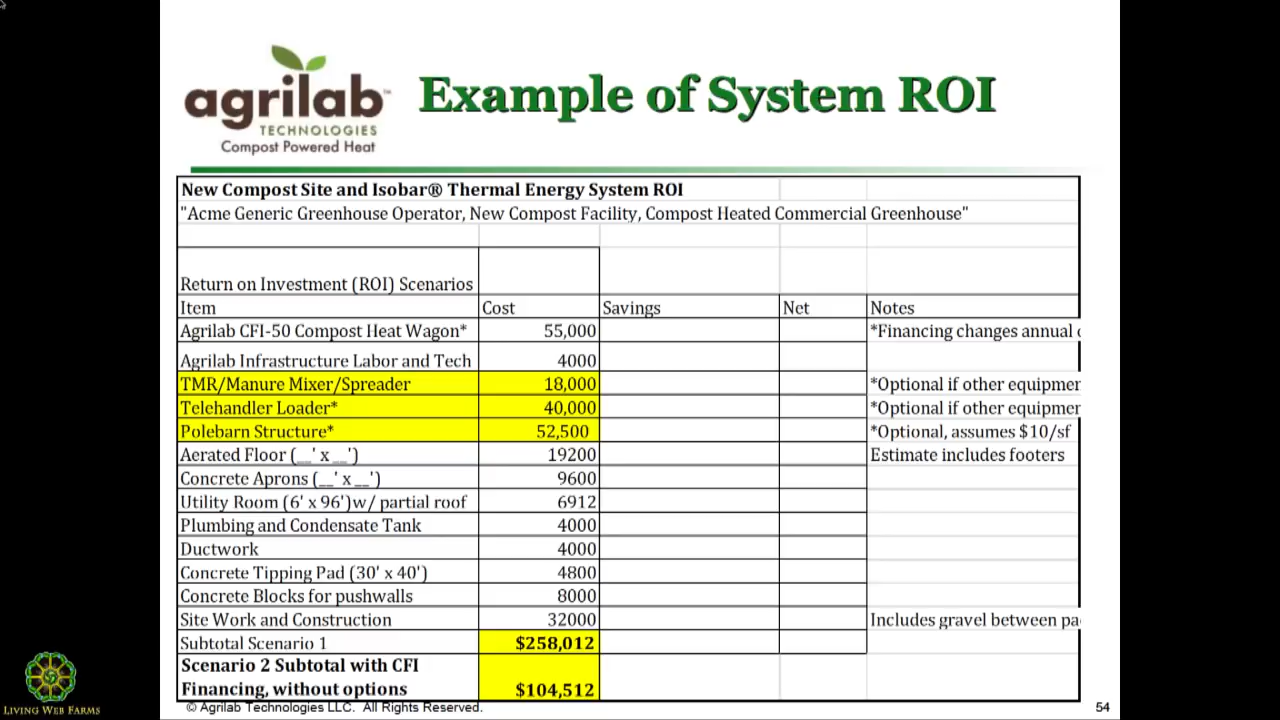 agrilab™
TECHNOLOGIES
Compost Powered Heat
Example of System ROI
New Compost Site and Isobar® Thermal Energy System ROI
"Acme Generic Greenhouse Operator, New Compost Facility, Compost Heated Commercial Greenhouse"
Return on Investment (ROI) Scenarios
Item Cost Savings Net Notes
Agrilab CFI-50 Compost Heat Wagon* 55,000 *Financing changes annual
Agrilab Infrastructure Labor and Tech 4000
TMR/Manure Mixer/Spreader 18,000 *Optional if other
Telehandler Loader* 40,000 *Optional if other
Polebarn Structure* 52,500 *Optional, assumes $10/sf
Aerated Floor (__' x __') 19200 Estimate includes footers
Concrete Aprons (__' x __') 9600
Utility Room (6' x 96')w/ partial roof 6912
Plumbing and Condensate Tank 4000
Ductwork 4000
Concrete Tipping Pad (30' x 40') 4800
Concrete Blocks for pushwalls 8000
Site Work and Construction 32000 Includes gravel between
Subtotal Scenario 1 $258,012
Scenario 2 Subtotal with CFI
Financing, without options $104,512
© Agrilab Technologies LLC. All Rights Reserved. 54
LIVING WEB FARMS